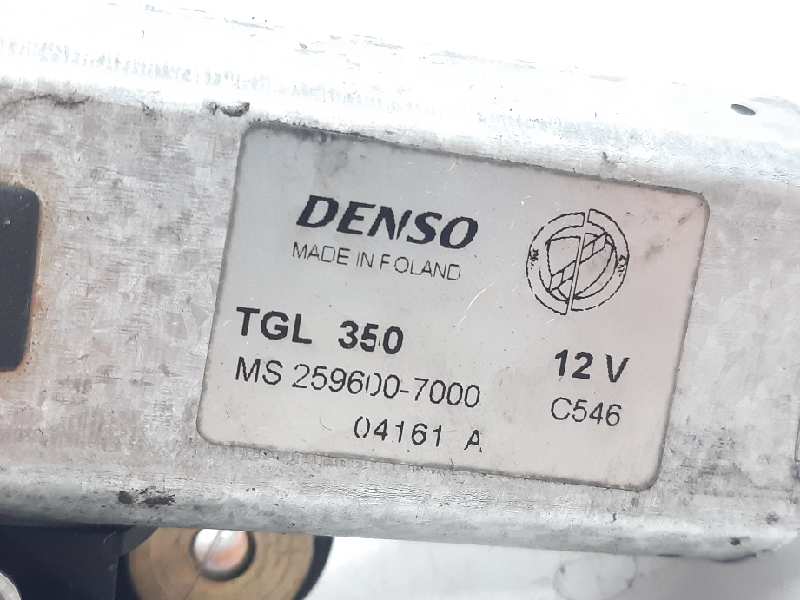 DENSO
MADE IN POLAND
TGL 350
12 V
MS 259600-7000
C546
04161 A